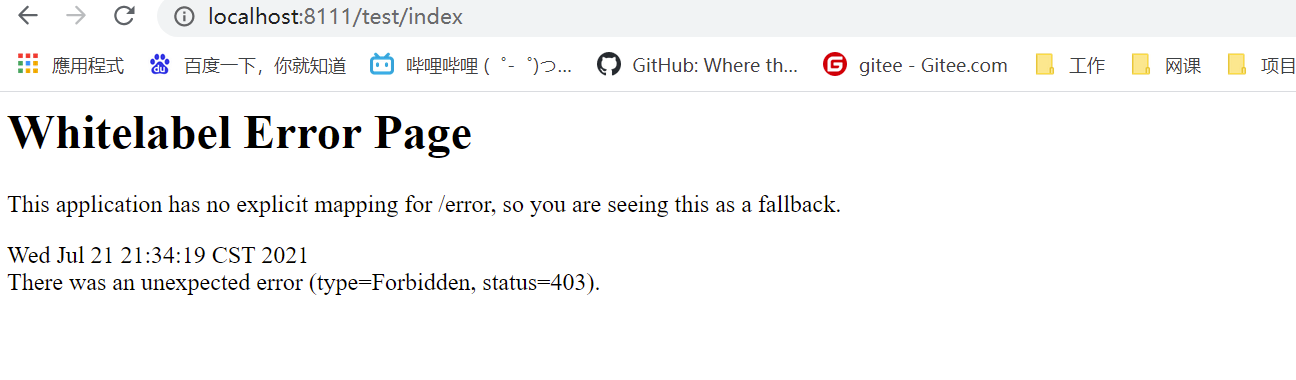 localhost:8111/test/index
應用程式 百度一下，你就知道 哔哩哔哩 (゜-゜)つ... GitHub: Where th... gitee - Gitee.com 工作 网课 项目
Whitelabel Error Page
This application has no explicit mapping for /error, so you are seeing this as a fallback.
Wed Jul 21 21:34:19 CST 2021
There was an unexpected error (type=Forbidden, status=403).